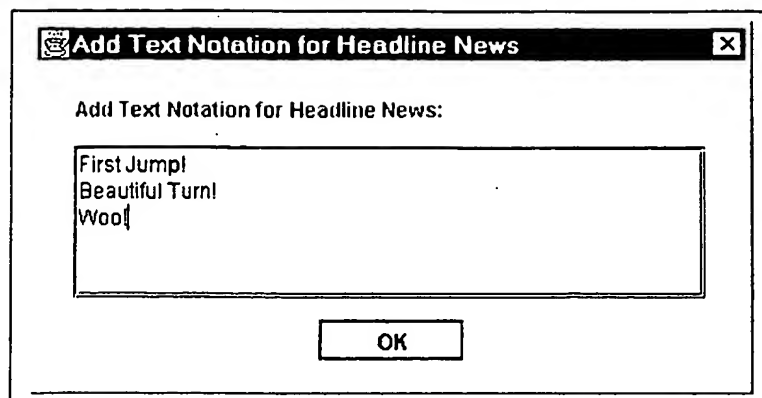 Add Text Notation for Headline News
Add Text Notation for Headline News:
First Jump!
Beautiful Turn!
Woo!
OK